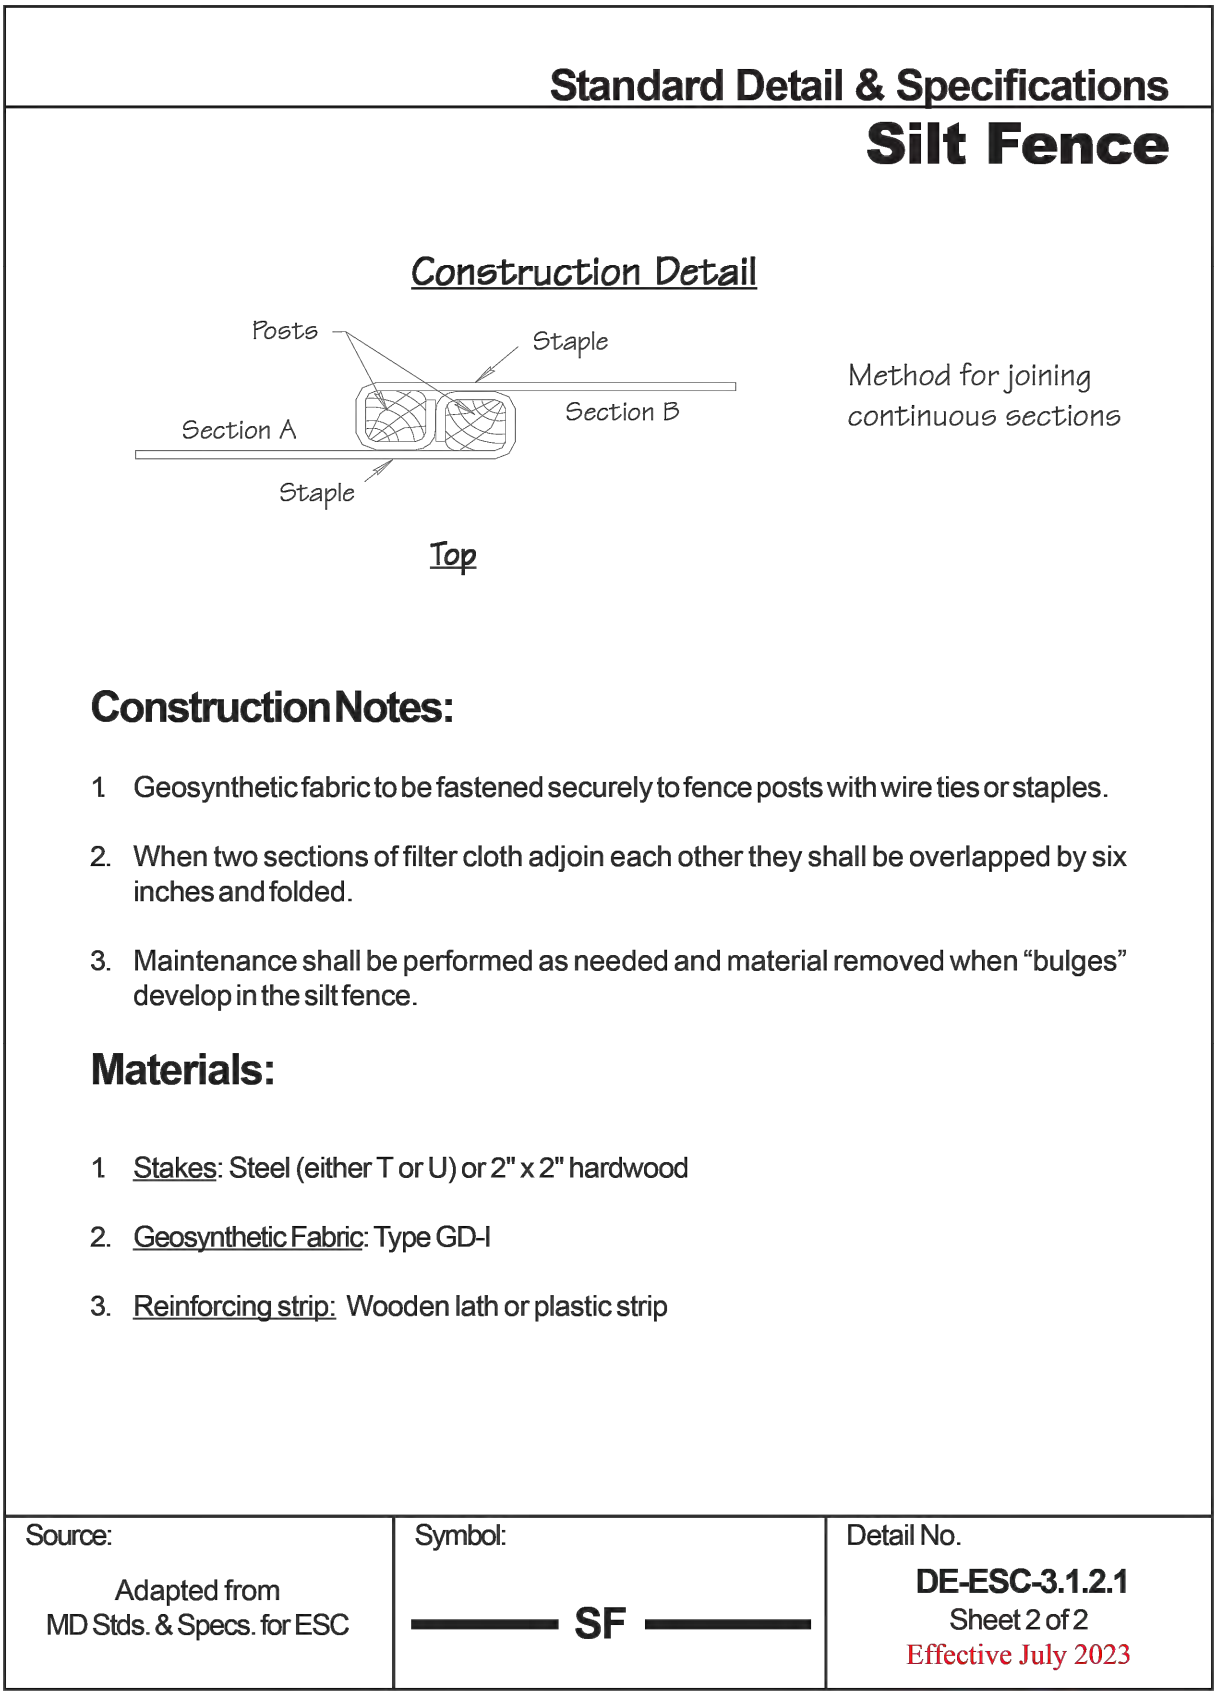 Standard Detail & Specifications
Silt Fence
Construction Detail
Posts
Staple
Method for joining
continuous sections
Section B
Section A
Staple
Top
Construction Notes:
1 Geosynthetic fabric to be fastened securely to fence posts with wire ties or staples.
2. When two sections of filter cloth adjoin each other they shall be overlapped by six
inches and folded.
3. Maintenance shall be performed as needed and material removed when “bulges”
develop in the silt fence.
Materials:
1 Stakes: Steel (either T or U) or 2" x 2" hardwood
2. Geosynthetic Fabric: Type GD-I
3. Reinforcing strip: Wooden lath or plastic strip
Source:
Adapted from
MD Stds. & Specs. for ESC
Symbol:
SF
Detail No.
DE-ESC-3.1.2.1
Sheet 2 of 2
Effective July 2023